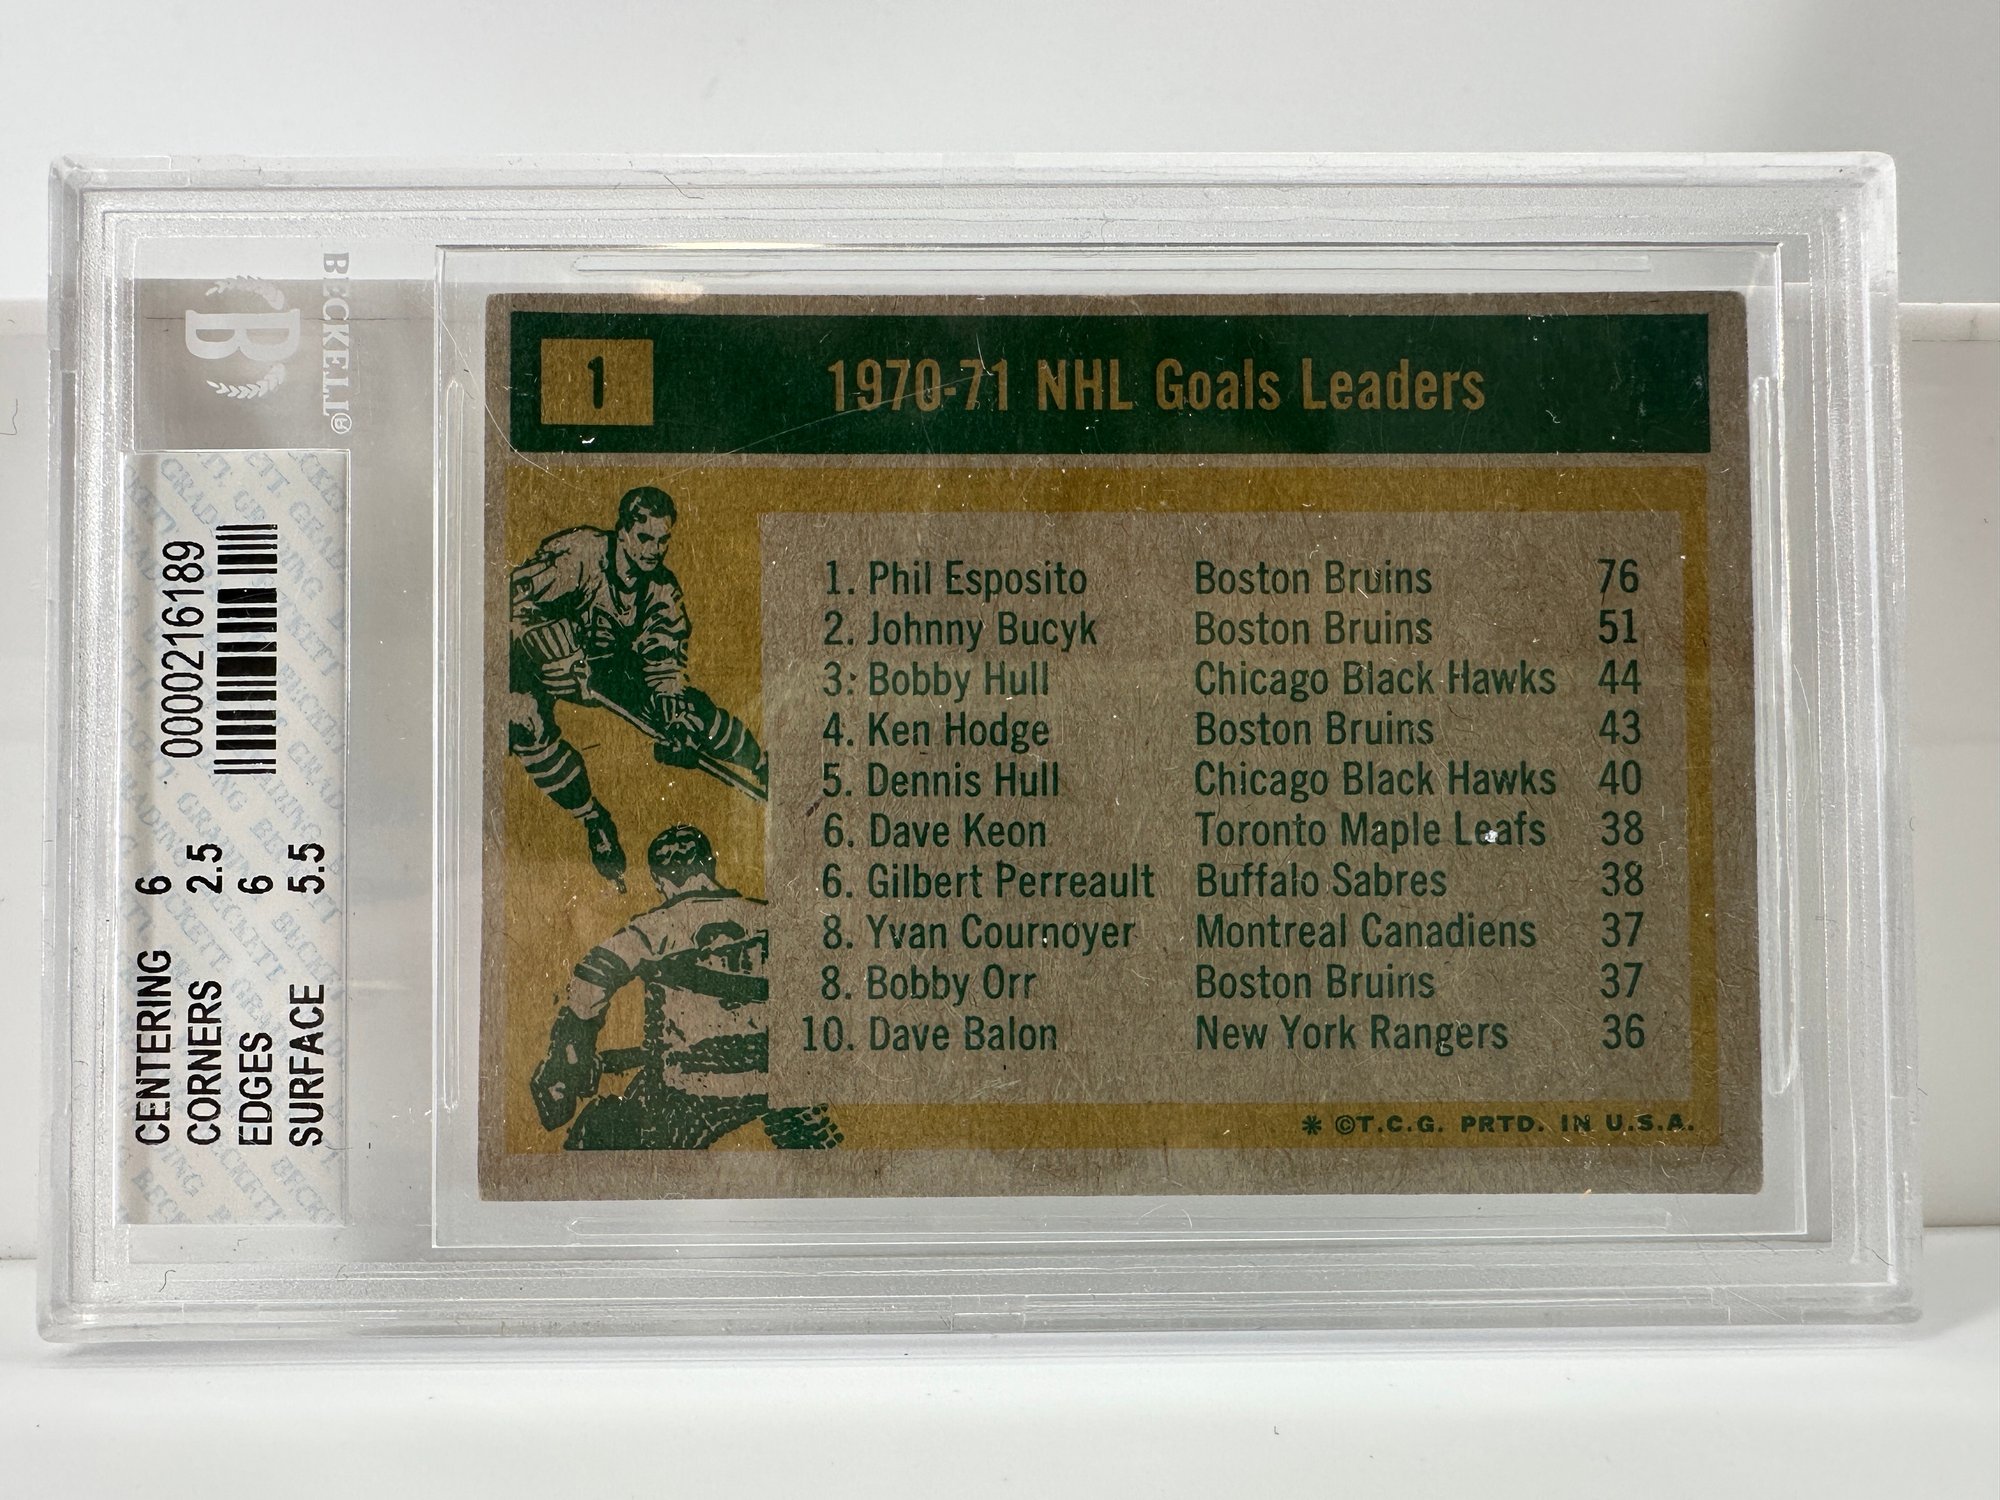 BECKETT®
B
0000216189
CENTERING 6
CORNERS 2.5
EDGES 6
SURFACE 5.5
1 1970-71 NHL Goals Leaders
1. Phil Esposito Boston Bruins 76
2. Johnny Bucyk Boston Bruins 51
3. Bobby Hull Chicago Black Hawks 44
4. Ken Hodge Boston Bruins 43
5. Dennis Hull Chicago Black Hawks 40
6. Dave Keon Toronto Maple Leafs 38
6. Gilbert Perreault Buffalo Sabres 38
8. Yvan Cournoyer Montreal Canadiens 37
8. Bobby Orr Boston Bruins 37
10. Dave Balon New York Rangers 36
* ©T.C.G. PRTD. IN U.S.A.